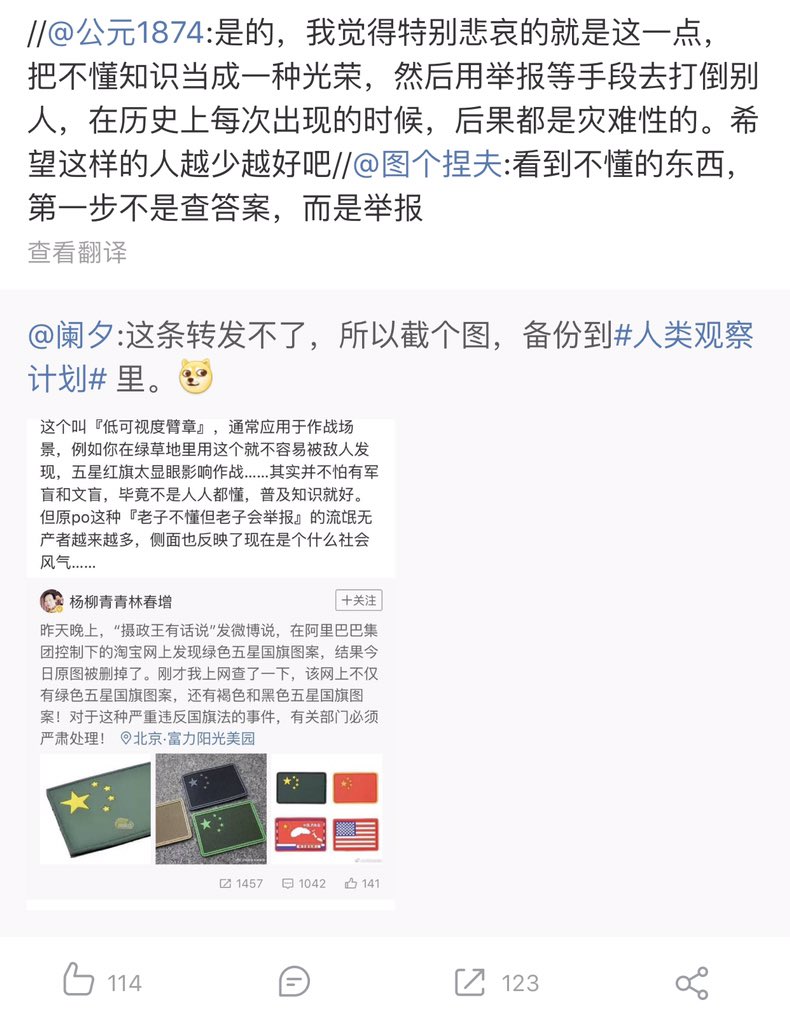 //@公元1874:是的，我觉得特别悲哀的就是这一点，
把不懂知识当成一种光荣，然后用举报等手段去打倒别
人，在历史上每次出现的时候，后果都是灾难性的。希
望这样的人越少越好吧//@图个捏夫:看到不懂的东西，
第一步不是查答案，而是举报
查看翻译
@阑夕:这条转发不了，所以截个图，备份到#人类观察
计划# 里。
这个叫『低可视度臂章』，通常应用于作战场
景，例如你在绿草地里用这个就不容易被敌人发
现，五星红旗太显眼影响作战......其实并不怕有军
盲和文盲，毕竟不是人人都懂，普及知识就好。
但原po这种『老子不懂但老子会举报』的流氓无
产者越来越多，侧面也反映了现在是个什么社会
风气......
杨柳青青林春增
+关注
昨天晚上，“摄政王有话说”发微博说，在阿里巴巴集
团控制下的淘宝网上发现绿色五星国旗图案，结果今
日原图被删掉了。刚才我上网查了一下，该网上不仅
有绿色五星国旗图案，还有褐色和黑色五星国旗图
案！对于这种严重违反国旗法的事件，有关部门必须
严肃处理！ 北京·富力阳光美园
1457 1042 141
114 123